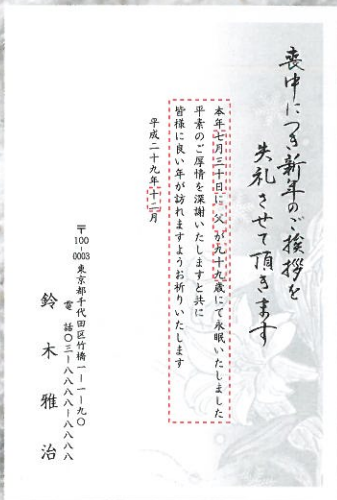 喪中につき新年のご挨拶を
失礼させて頂きます
本年七月三十日に 父が九十九歳にて永眠いたしました
平素のご厚情を深謝いたしますと共に
皆様に良い年が訪れますようお祈りいたします
平成二十九年十二月
〒100-0003 東京都千代田区竹橋一-一-九〇
電話〇三-八八八八-八八八八
鈴木雅治